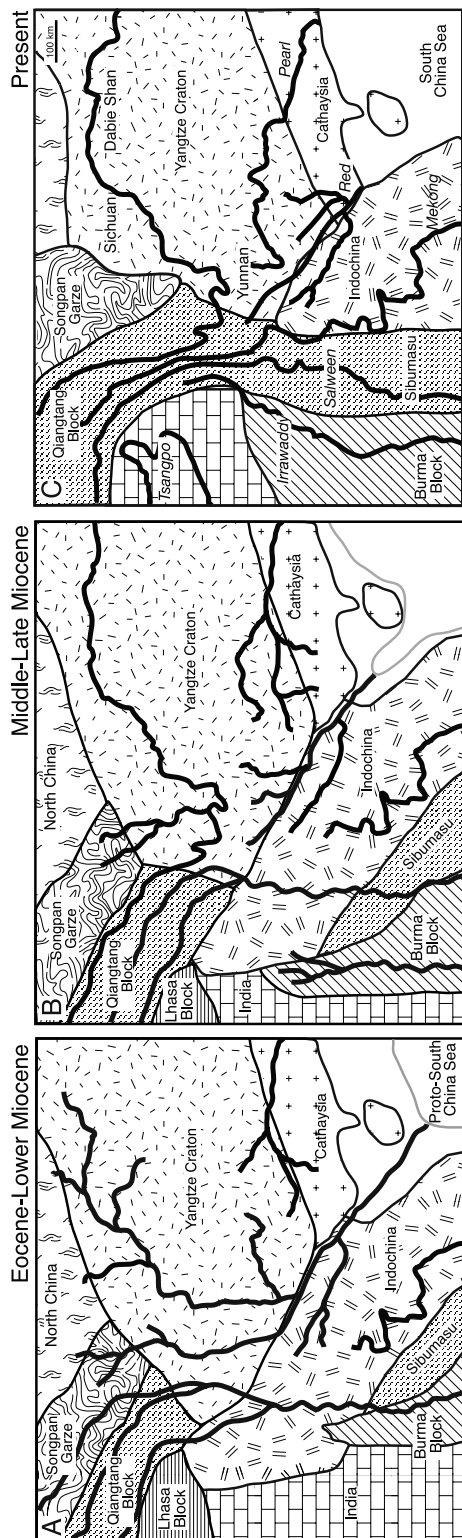 Eocene-Lower Miocene
A
Songpan
Garze
North China
Qiangtang
Block
Lhasa
Block
Yangtze Craton
India
Cathaysia
Indochina
Sibumasu
Burma
Block
Proto-South
China Sea
Middle-Late Miocene
B
Songpan
Garze
North China
Qiangtang
Block
Lhasa
Block
Yangtze Craton
India
Cathaysia
Indochina
Sibumasu
Burma
Block
Present
C
100 km
Qiangtang
Block
Songpan
Garze
Sichuan
Dabie Shan
Yangtze Craton
Tsangpo
Yunnan
Pearl
Irrawaddy
Salween
Indochina
Red
Cathaysia
Burma
Block
Sibumasu
Mekong
South
China Sea